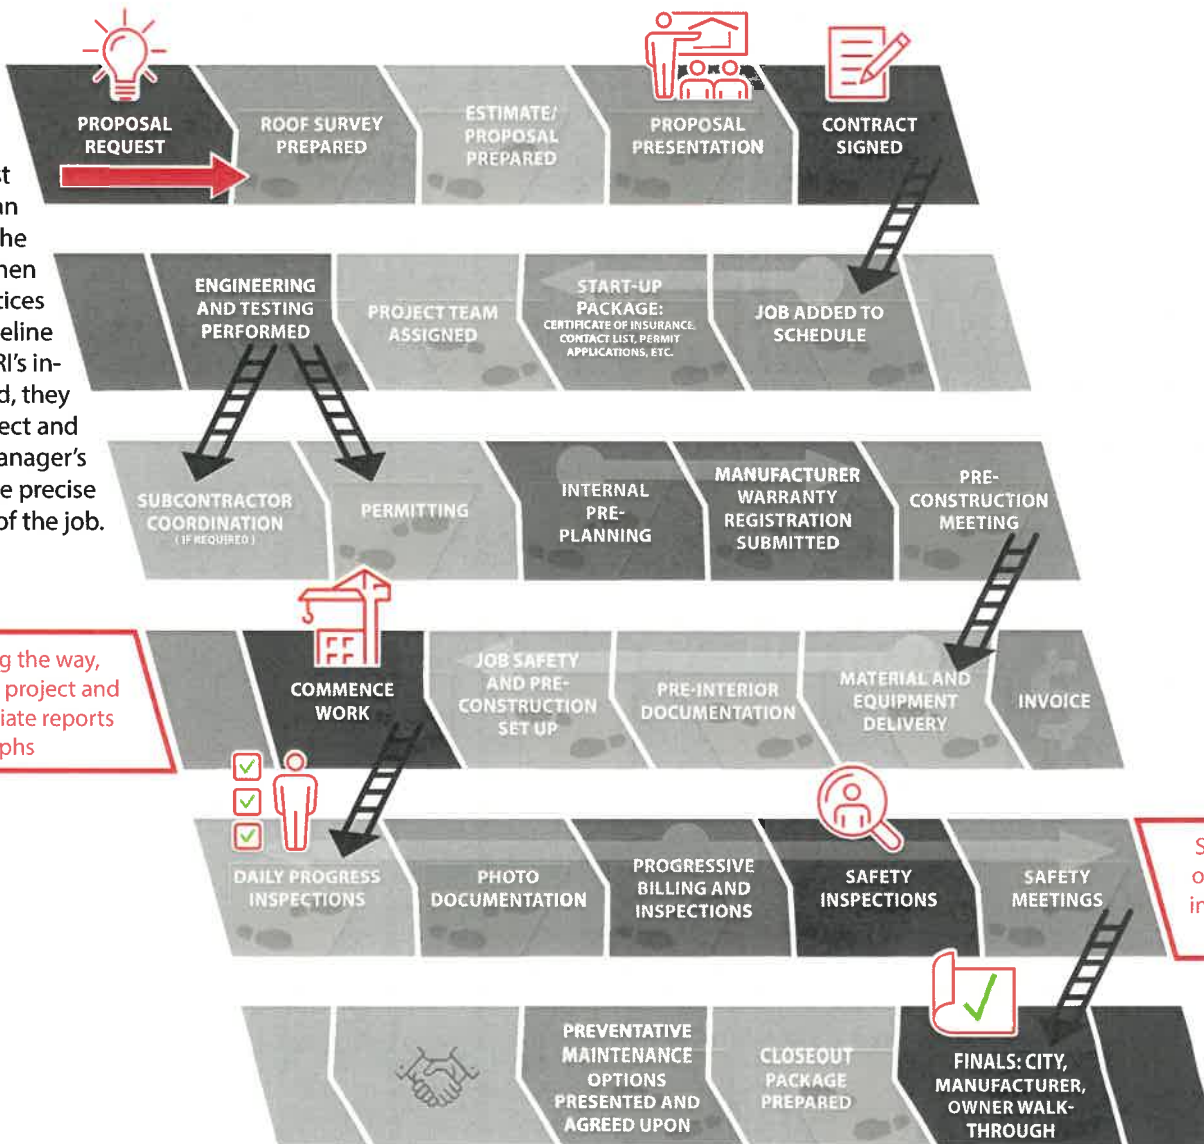 PROPOSAL
REQUEST
ROOF SURVEY
PREPARED
ESTIMATE/
PROPOSAL
PREPARED
PROPOSAL
PRESENTATION
CONTRACT
SIGNED
st
an
he
hen
tices
eline
RI's in-
d, they
ect and
anager's
e precise
of the job.
ENGINEERING
AND TESTING
PERFORMED
PROJECT TEAM
ASSIGNED
START-UP
PACKAGE:
CERTIFICATE OF INSURANCE,
CONTACT LIST, PERMIT
APPLICATIONS, ETC.
JOB ADDED TO
SCHEDULE
SUBCONTRACTOR
COORDINATION
( IF REQUIRED )
PERMITTING
INTERNAL
PRE-
PLANNING
MANUFACTURER
WARRANTY
REGISTRATION
SUBMITTED
PRE-
CONSTRUCTION
MEETING
g the way,
project and
iate reports
phs
COMMENCE
WORK
JOB SAFETY
AND PRE-
CONSTRUCTION
SET UP
PRE-INTERIOR
DOCUMENTATION
MATERIAL AND
EQUIPMENT
DELIVERY
INVOICE
DAILY PROGRESS
INSPECTIONS
PHOTO
DOCUMENTATION
PROGRESSIVE
BILLING AND
INSPECTIONS
SAFETY
INSPECTIONS
SAFETY
MEETINGS
S
o
in
PREVENTATIVE
MAINTENANCE
OPTIONS
PRESENTED AND
AGREED UPON
CLOSEOUT
PACKAGE
PREPARED
FINALS: CITY,
MANUFACTURER,
OWNER WALK-
THROUGH